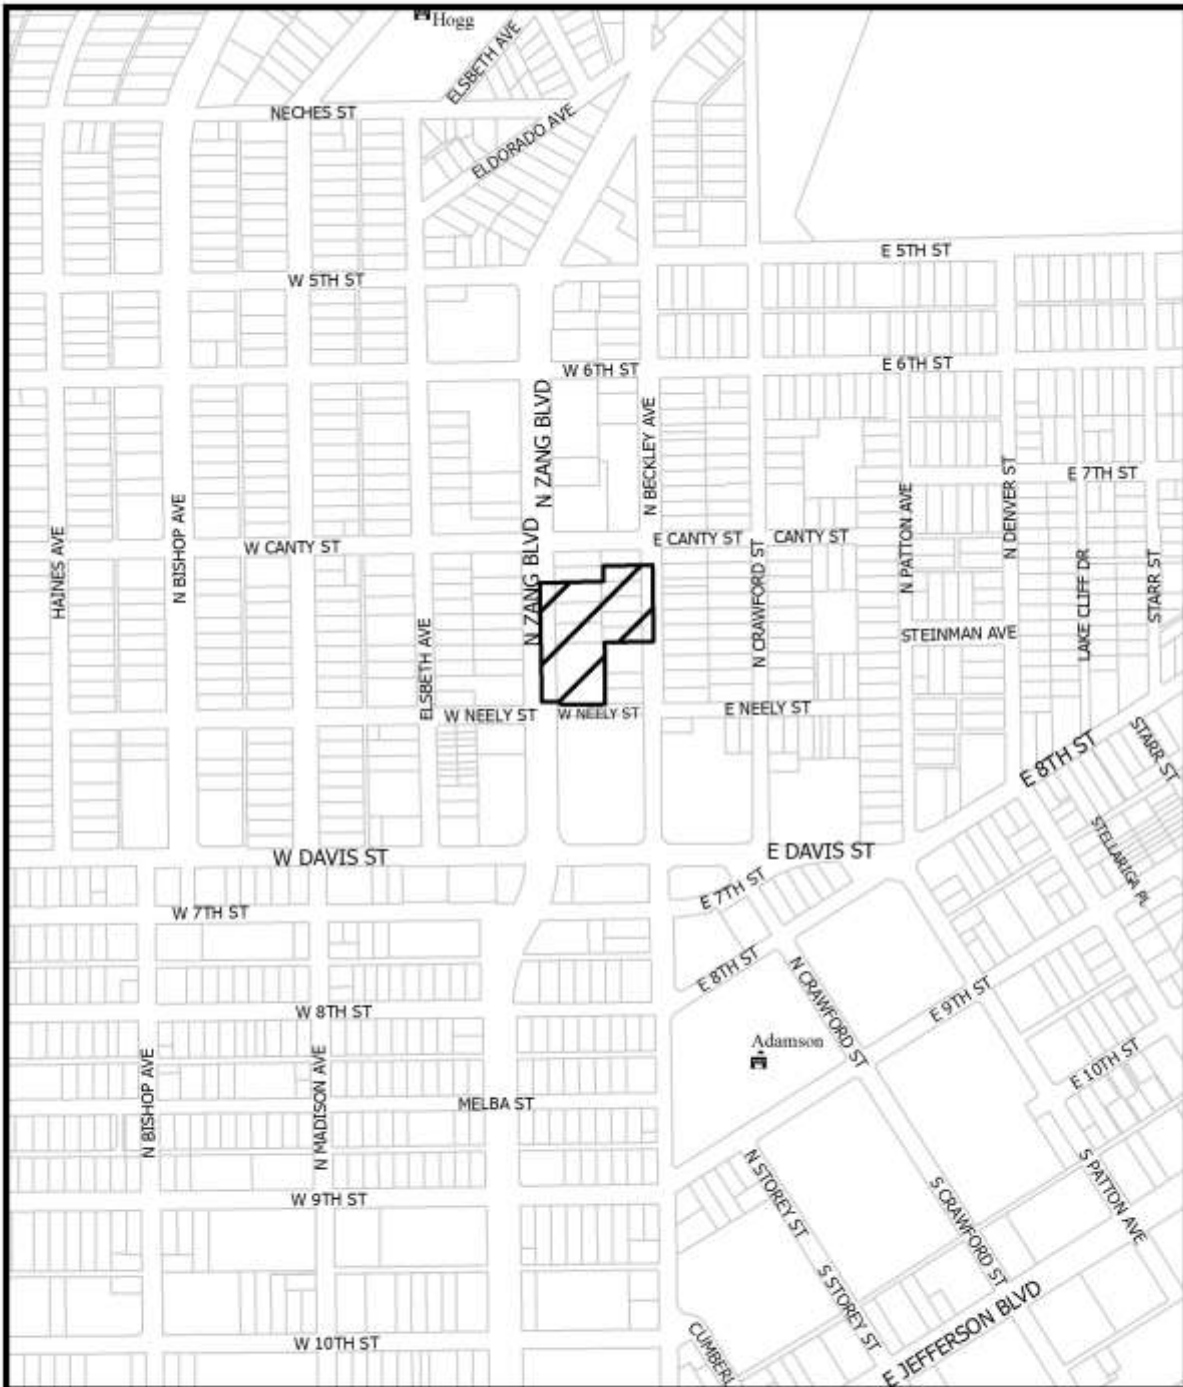 Hogg
ELSBETH AVE
NECHES ST
ELDORADO AVE
E 5TH ST
W 5TH ST
E 6TH ST
W 6TH ST
N ZANG BLVD
N BECKLEY AVE
E 7TH ST
N DENVER ST
N PATTON AVE
N BISHOP AVE
HAINES AVE
W CANTY ST
N ZANG BLVD
E CANTY ST
CANTY ST
N CRAWFORD ST
LAKE CLIFF DR
STARR ST
STEINMAN AVE
ELSBETH AVE
W NEELY ST
W NEELY ST
E NEELY ST
E 8TH ST
STARR ST
STELLARIGA PL
W DAVIS ST
E DAVIS ST
E 7TH ST
W 7TH ST
E 8TH ST
N CRAWFORD ST
E 9TH ST
W 8TH ST
Adamson
E 10TH ST
N BISHOP AVE
N MADISON AVE
MELBA ST
N STOREY ST
S PATTON AVE
W 9TH ST
S CRAWFORD ST
S STOREY ST
E JEFFERSON BLVD
W 10TH ST
CUMBERL